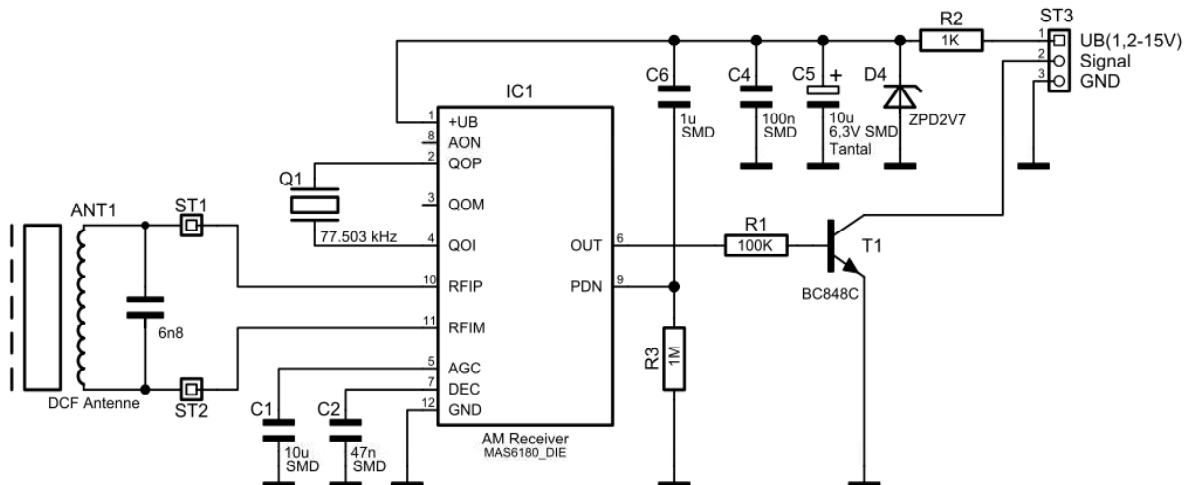 R2
1K
ST3
1
UB(1,2-15V)
2
Signal
3
GND
C6
1u
SMD
C4
100n
SMD
C5
+
10u
6,3V SMD
Tantal
D4
ZPD2V7
IC1
1
+UB
8
AON
2
QOP
3
QOM
4
QOI
10
RFIP
11
RFIM
5
AGC
7
DEC
12
GND
OUT
6
PDN
9
AM Receiver
MAS6180_DIE
Q1
77.503 kHz
ANT1
ST1
6n8
DCF Antenne
ST2
C1
10u
SMD
C2
47n
SMD
R1
100K
T1
BC848C
R3
1M